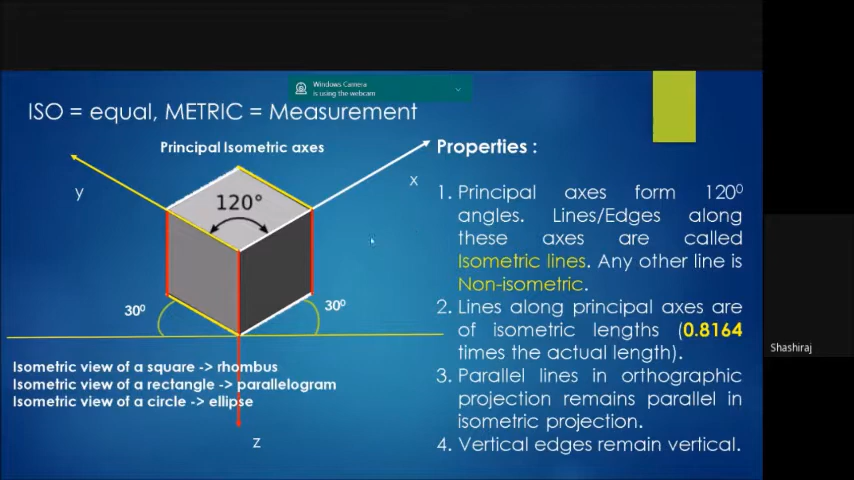 Windows Camera
is using the webcam
ISO = equal, METRIC = Measurement
Principal Isometric axes
y
x
120°
30⁰
30⁰
z
Isometric view of a square -> rhombus
Isometric view of a rectangle -> parallelogram
Isometric view of a circle -> ellipse
Properties :
1. Principal axes form 120⁰
angles. Lines/Edges along
these axes are called
Isometric lines. Any other line is
Non-isometric.
2. Lines along principal axes are
of isometric lengths (0.8164
times the actual length).
3. Parallel lines in orthographic
projection remains parallel in
isometric projection.
4. Vertical edges remain vertical.
Shashiraj